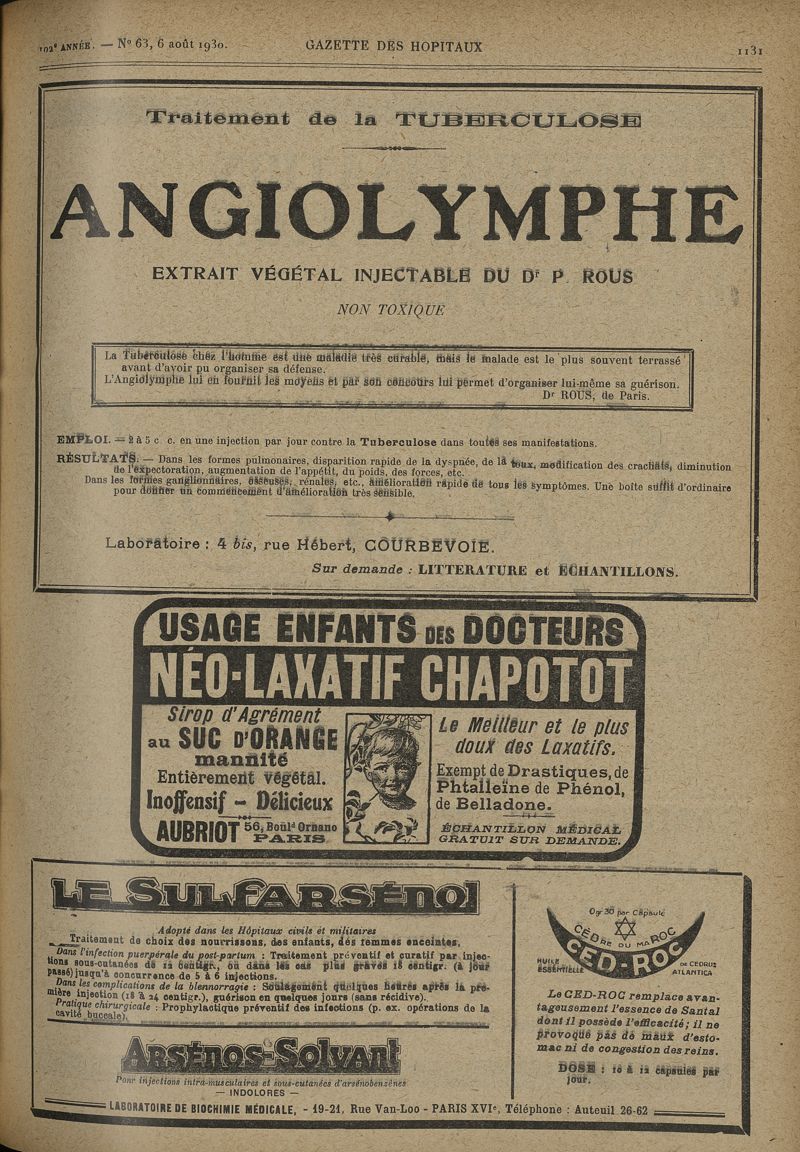 102e ANNÉE. — No 63, 6 août 1930.
GAZETTE DES HOPITAUX
1131
Traitement de la TUBERCULOSE
ANGIOLYMPHE
EXTRAIT VÉGÉTAL INJECTABLE DU Dr P. ROUS
NON TOXIQUE
La Tuberculose chez l'homme est une maladie très curable, mais le malade est le plus souvent terrassé
avant d'avoir pu organiser sa défense.
L'Angiolymphe lui en fournit les moyens et par son concours lui permet d'organiser lui-même sa guérison.
Dr ROUS, de Paris.
EMPLOI. — 2 à 5 c. c. en une injection par jour contre la Tuberculose dans toutes ses manifestations.
RÉSULTATS. — Dans les formes pulmonaires, disparition rapide de la dyspnée, de la toux, modification des crachats, diminution
de l'expectoration, augmentation de l'appétit, du poids, des forces, etc.
Dans les formes ganglionnaires, osseuses, rénales, etc., amélioration rapide de tous les symptômes. Une boîte suffit d'ordinaire
pour donner un commencement d'amélioration très sensible.
Laboratoire : 4 bis, rue Hébert, COURBEVOIE.
Sur demande : LITTERATURE et ÉCHANTILLONS.
USAGE ENFANTS DES DOCTEURS
NÉO-LAXATIF CHAPOTOT
Sirop d'Agrément
au SUC D'ORANGE
mannité
Entièrement végétal.
Inoffensif - Délicieux
AUBRIOT 56, Bould Ornano
PARIS
Le Meilleur et le plus
doux des Laxatifs.
Exempt de Drastiques, de
Phtaleïne de Phénol,
de Belladone.
ÉCHANTILLON MÉDICAL
GRATUIT SUR DEMANDE.
LE SULFARSÉNOL
Adopté dans les Hôpitaux civils et militaires
Traitement de choix des nourrissons, des enfants, des femmes enceintes,
Dans l'infection puerpérale du post-partum : Traitement préventif et curatif par injec-
tions sous-cutanées de 12 centigr., ou dans les cas plus graves 18 centigr. (à jour
passé) jusqu'à concurrence de 5 à 6 injections.
Dans les complications de la blennorragie : Soulagement quelques heures après la pre-
mière injection (18 à 24 centigr.), guérison en quelques jours (sans récidive).
Pratique chirurgicale : Prophylactique préventif des infections (p. ex. opérations de la
cavité buccale).
ARSÉNOS-SOLVANT
Pour injections intra-musculaires et sous-cutanées d'arsénobenzènes
— INDOLORES —
Ogr 30 par Capsule
CÈDRE DU MAROC
CED-ROC
HUILE
ESSENTIELLE
DE CEDRUS
ATLANTICA
Le CED-ROC remplace avan-
tageusement l'essence de Santal
dont il possède l'efficacité ; il ne
provoque pas de maux d'esto-
mac ni de congestion des reins.
DOSE : 10 à 12 capsules par
jour.
LABORATOIRE DE BIOCHIMIE MÉDICALE, - 19-21, Rue Van-Loo - PARIS XVIe, Téléphone : Auteuil 26-62